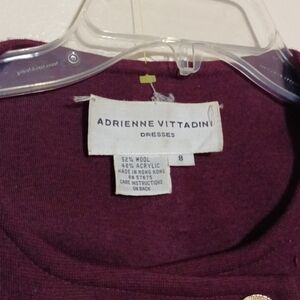 ADRIENNE VITTADINI
DRESSES
52% WOOL
48% ACRYLIC
MADE IN HONG KONG
RN 57675
CARE INSTRUCTIONS
ON BACK
8